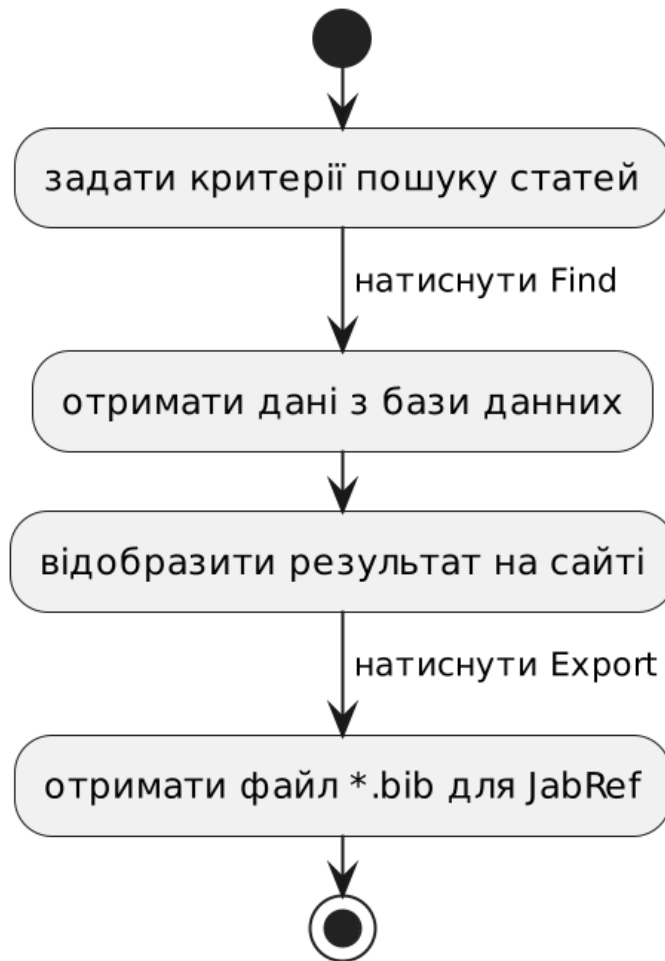 задати критерії пошуку статей
натиснути Find
отримати дані з бази данних
відобразити результат на сайті
натиснути Export
отримати файл *.bib для JabRef